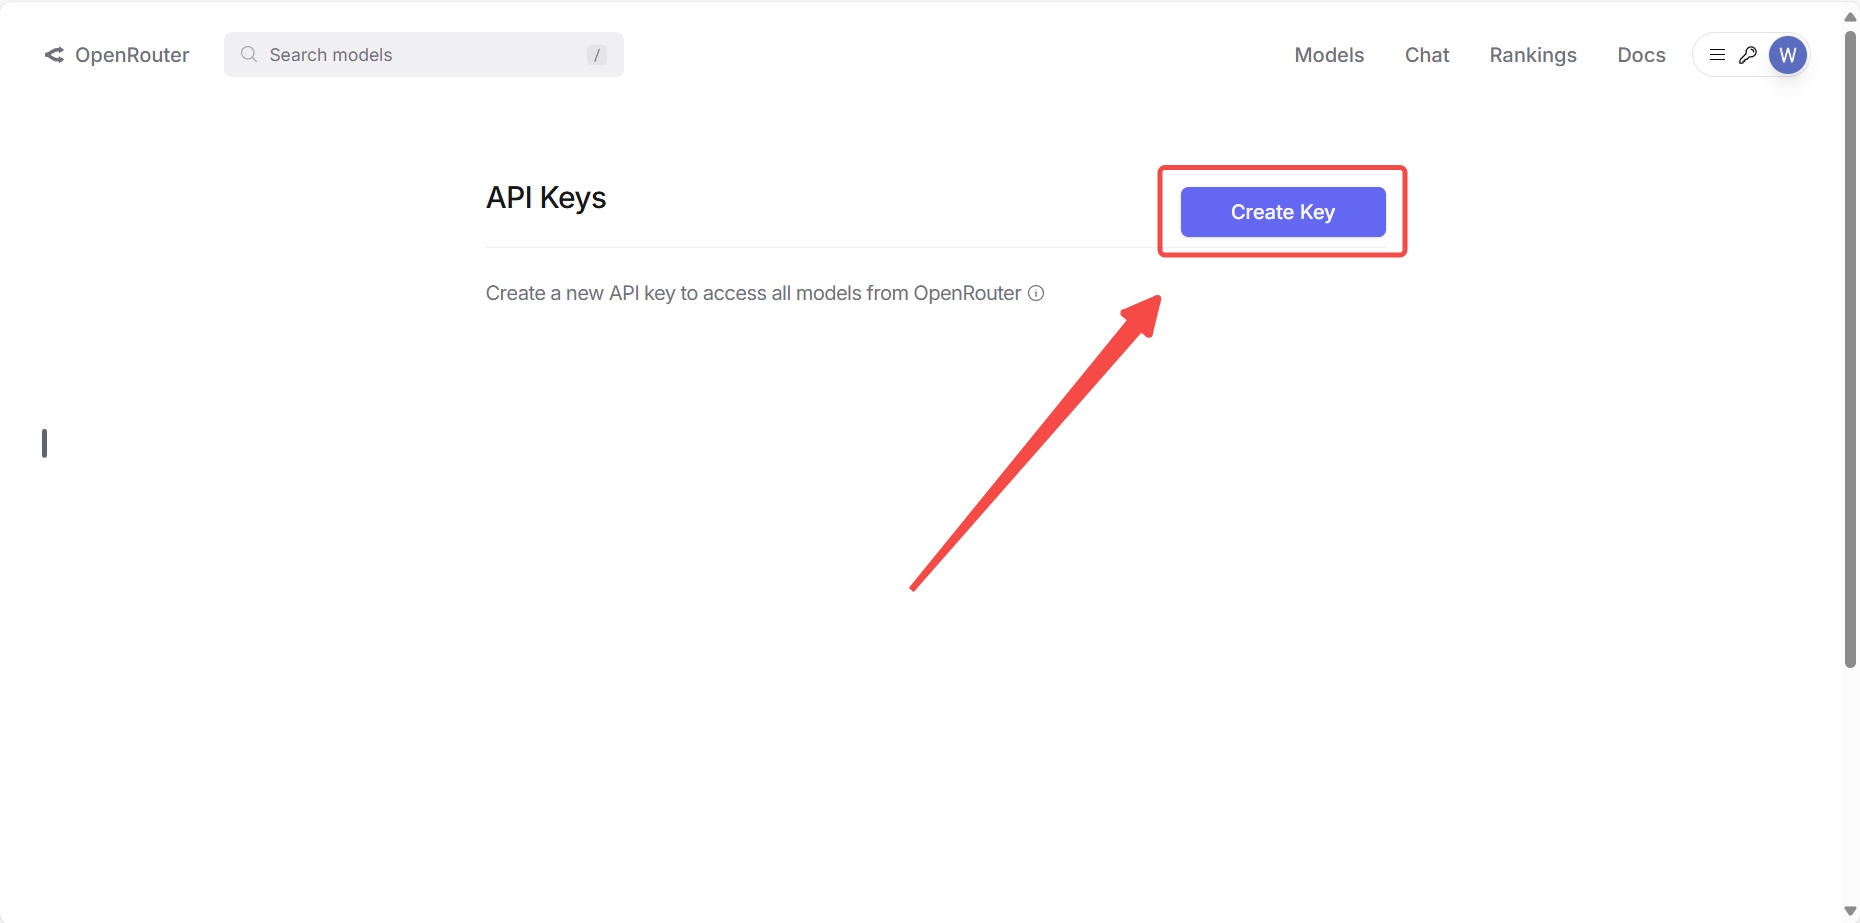 OpenRouter
Search models
/
Models
Chat
Rankings
Docs
W
API Keys
Create Key
Create a new API key to access all models from OpenRouter